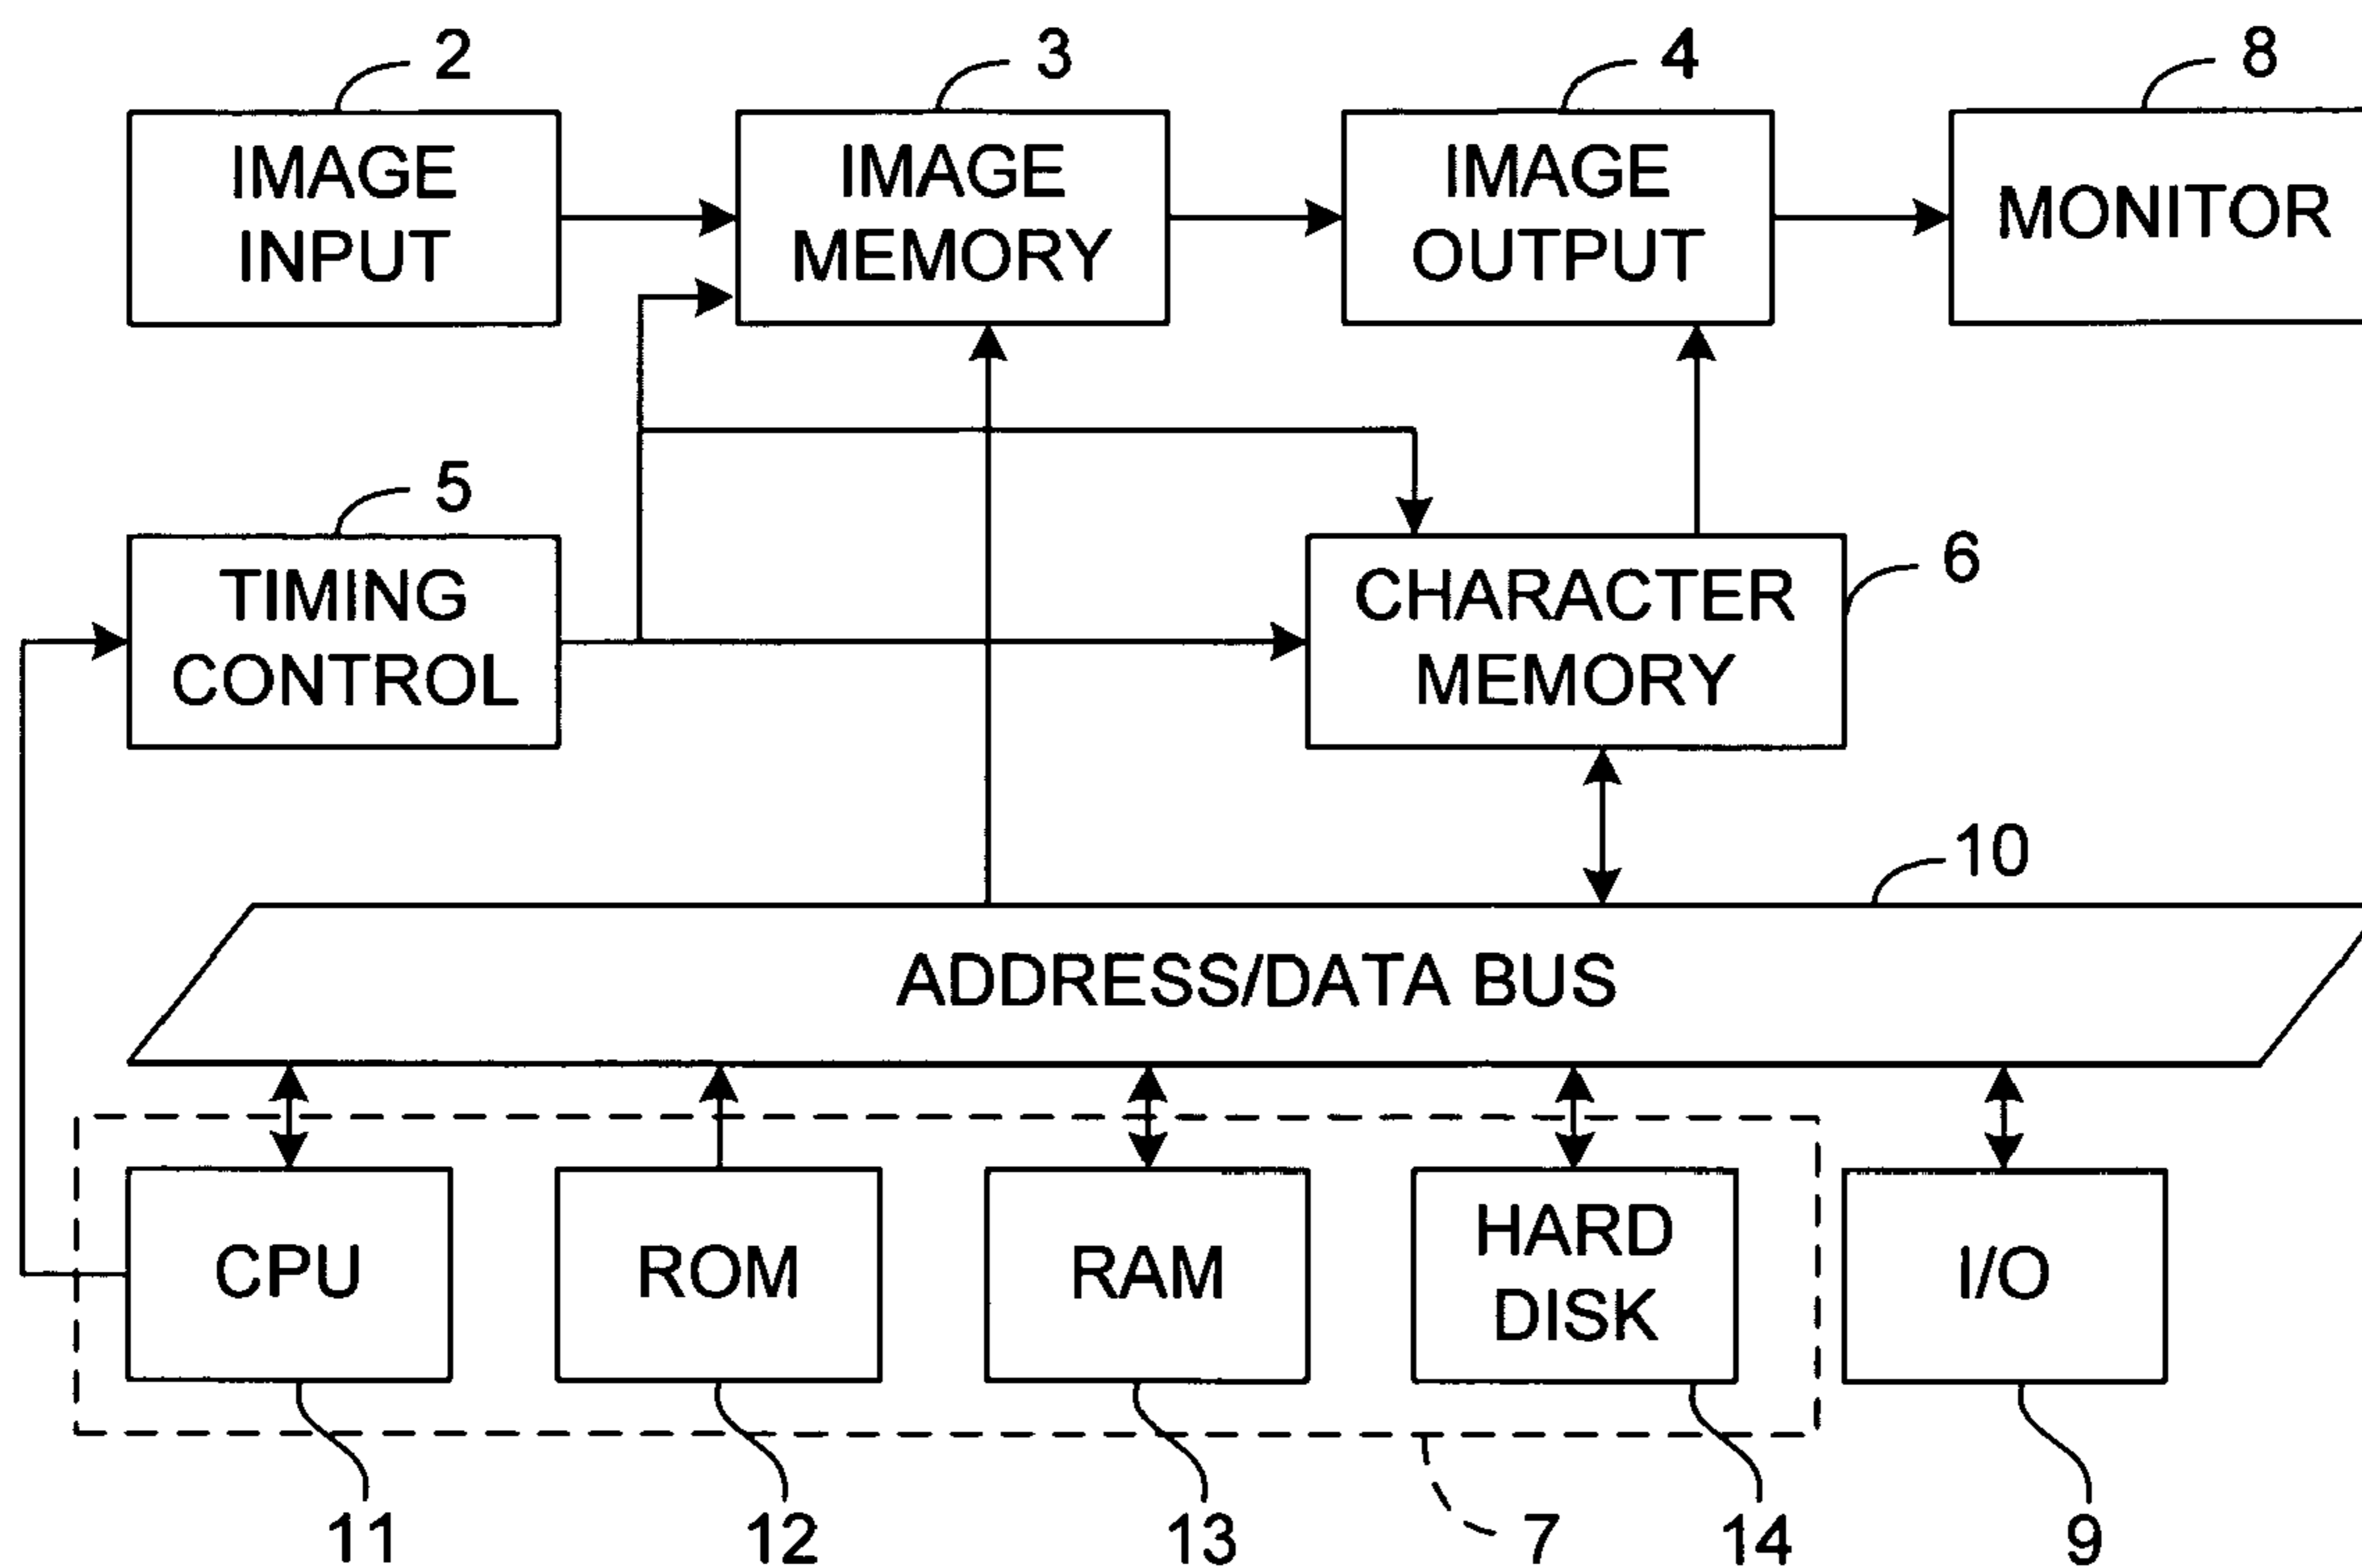 2
3
4
8
IMAGE
INPUT
IMAGE
MEMORY
IMAGE
OUTPUT
MONITOR
5
TIMING
CONTROL
6
CHARACTER
MEMORY
10
ADDRESS/DATA BUS
CPU
ROM
RAM
HARD
DISK
I/O
11
12
13
7
14
9